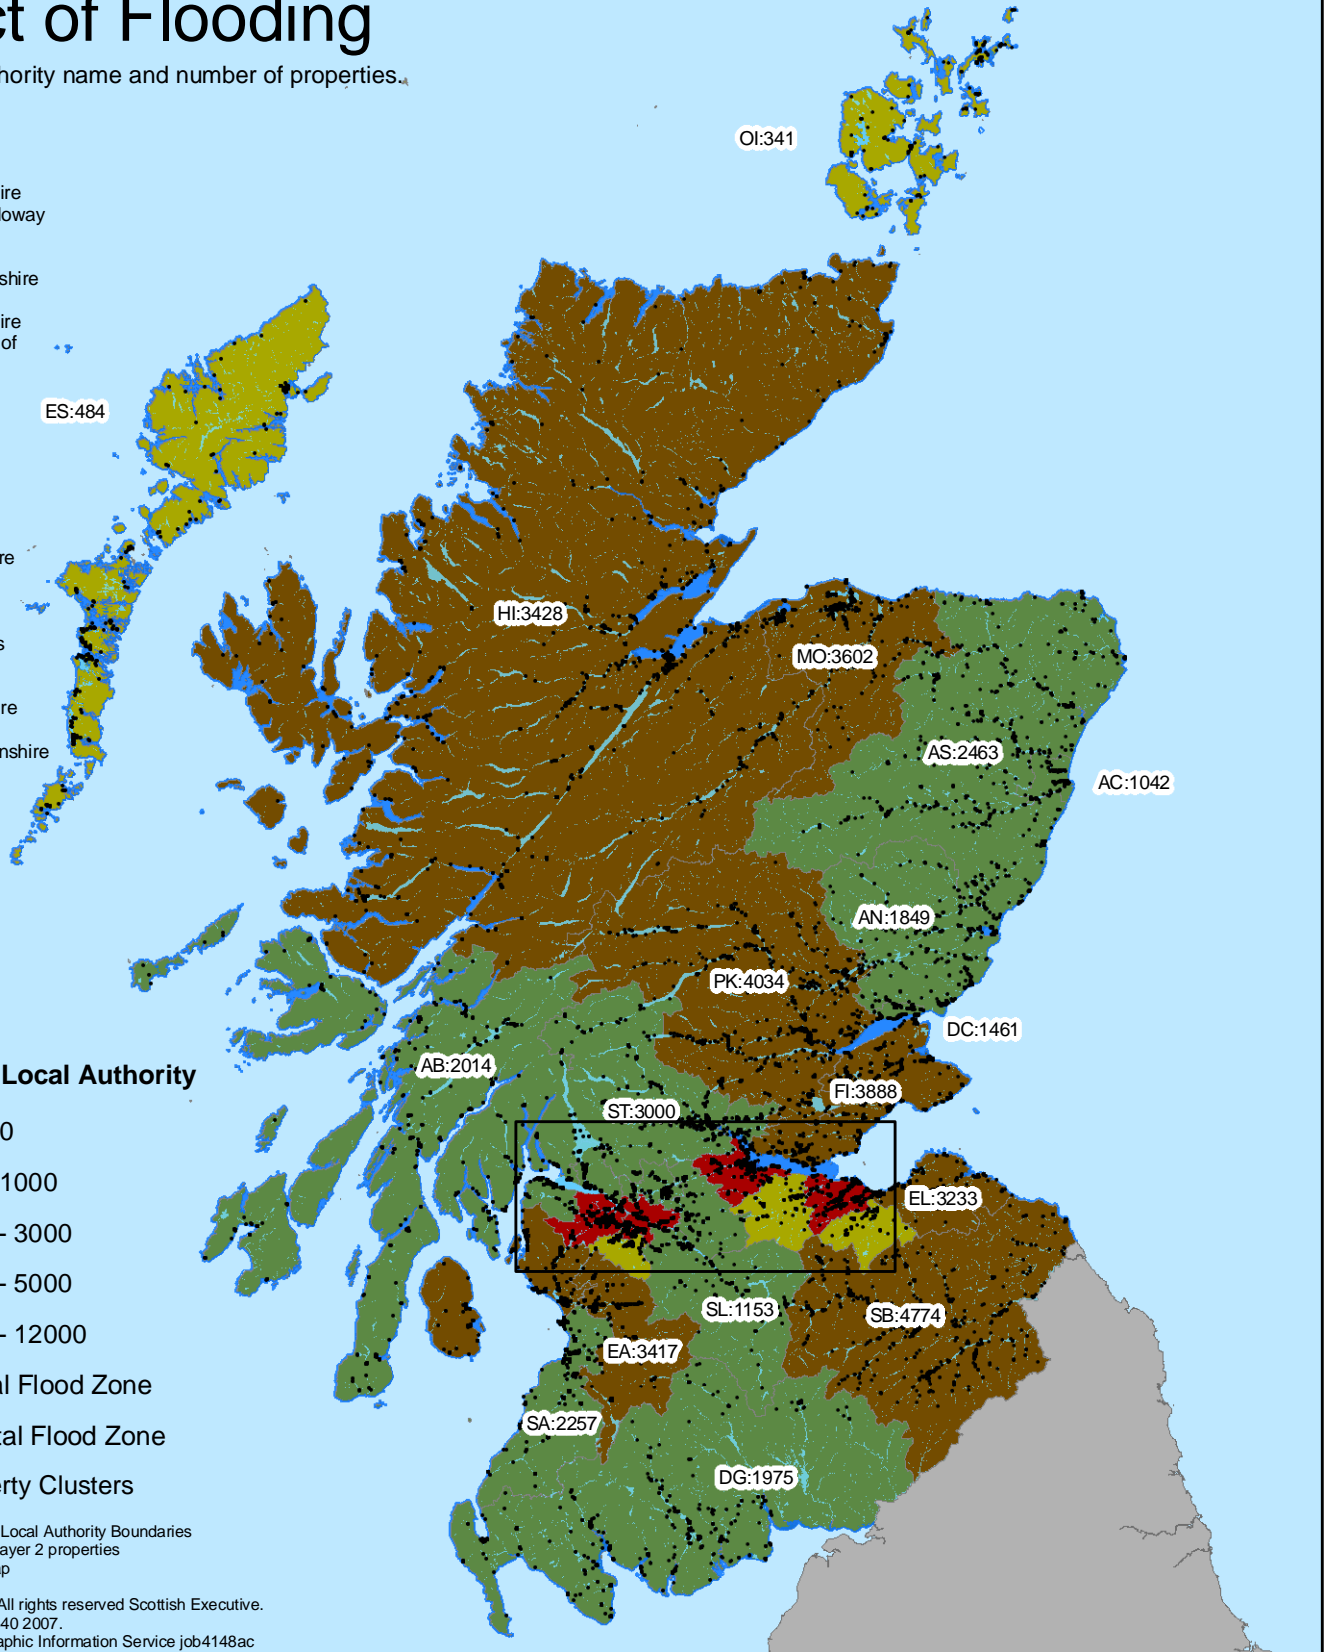 ct of Flooding
hority name and number of properties.
OI:341
ire
loway
shire
ire
of
ES:484
re
HI:3428
s
MO:3602
re
nshire
AS:2463
AC:1042
AN:1849
PK:4034
DC:1461
AB:2014
Local Authority
FI:3888
ST:3000
0
1000
EL:3233
- 3000
- 5000
SL:1153
SB:4774
- 12000
EA:3417
al Flood Zone
SA:2257
tal Flood Zone
DG:1975
erty Clusters
Local Authority Boundaries
ayer 2 properties
ap
All rights reserved Scottish Executive.
40 2007.
aphic Information Service job4148ac